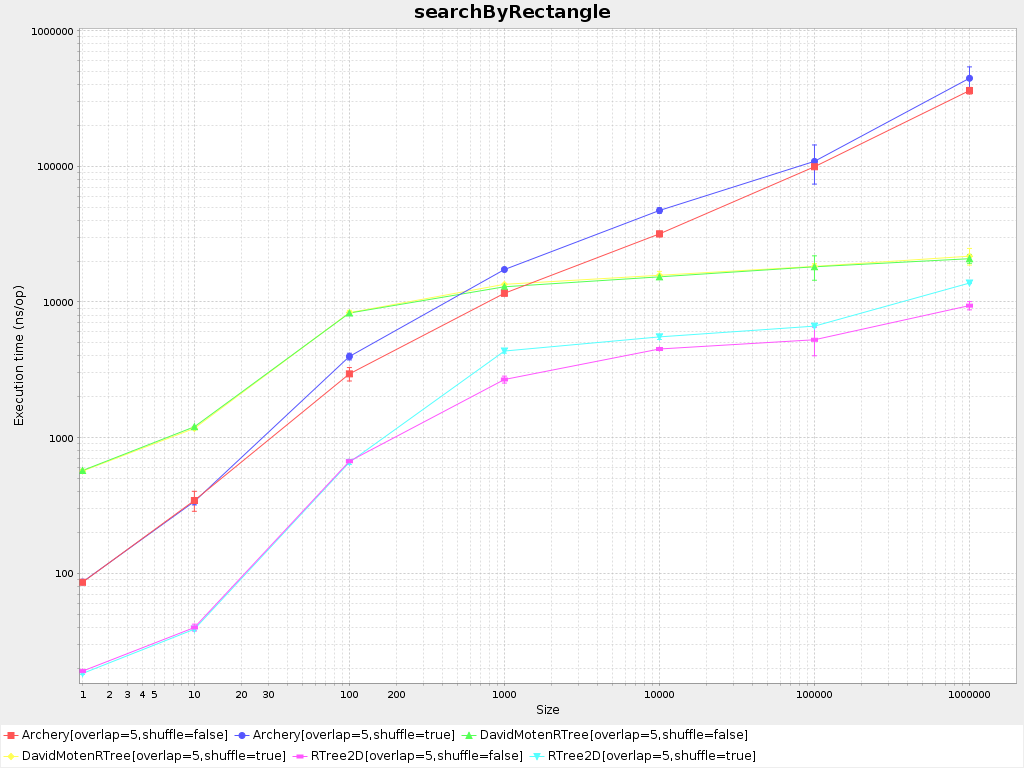 searchByRectangle
1000000
100000
10000
1000
100
Execution time (ns/op)
1 2 3 4 5 10 20 30 100 200 1000 10000 100000 1000000
Size
Archery[overlap=5,shuffle=false] Archery[overlap=5,shuffle=true] DavidMotenRTree[overlap=5,shuffle=false]
DavidMotenRTree[overlap=5,shuffle=true] RTree2D[overlap=5,shuffle=false] RTree2D[overlap=5,shuffle=true]